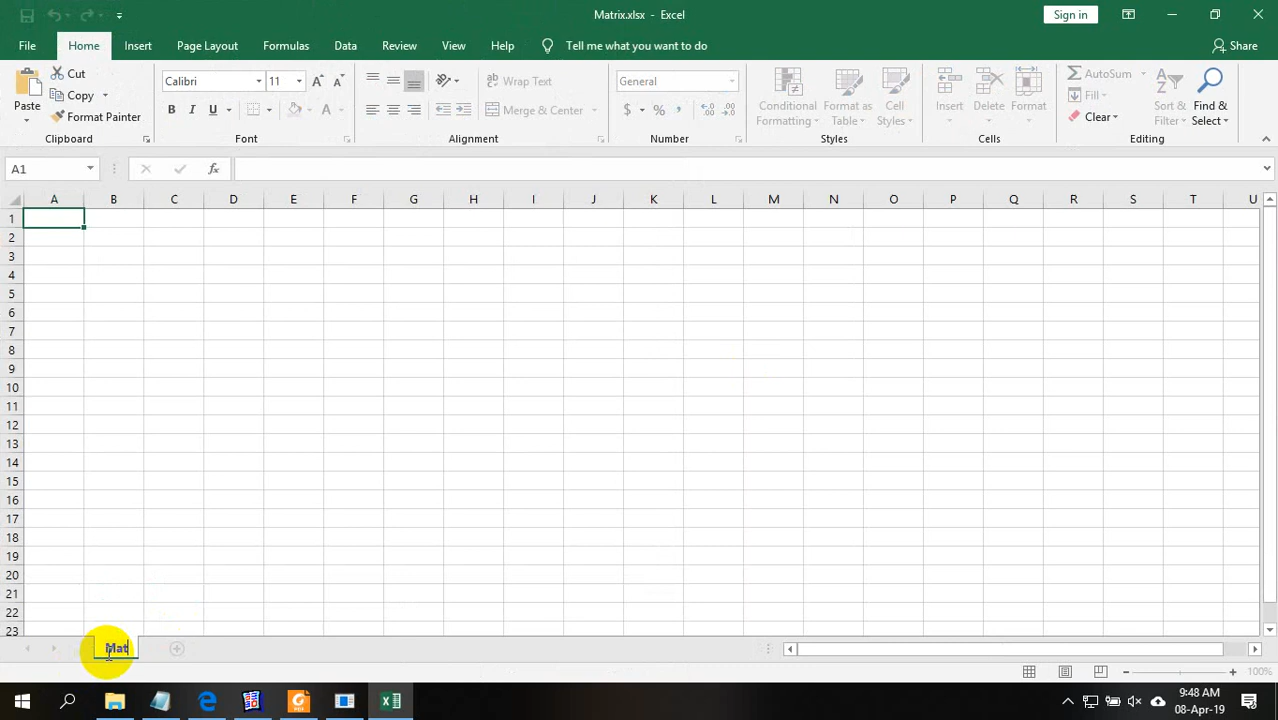 Matrix.xlsx - Excel
Sign in
File Home Insert Page Layout Formulas Data Review View Help Tell me what you want to do Share
Paste
Cut
Copy
Format Painter
Clipboard
Calibri 11
B I U
Font
Wrap Text
Merge & Center
Alignment
General
$ % ,
Number
Conditional Formatting
Format as Table
Cell Styles
Styles
Insert Delete Format
Cells
AutoSum
Fill
Clear
Sort & Filter
Find & Select
Editing
A1 fx
A B C D E F G H I J K L M N O P Q R S T U
1
2
3
4
5
6
7
8
9
10
11
12
13
14
15
16
17
18
19
20
21
22
23
Mat
100%
9:48 AM
08-Apr-19